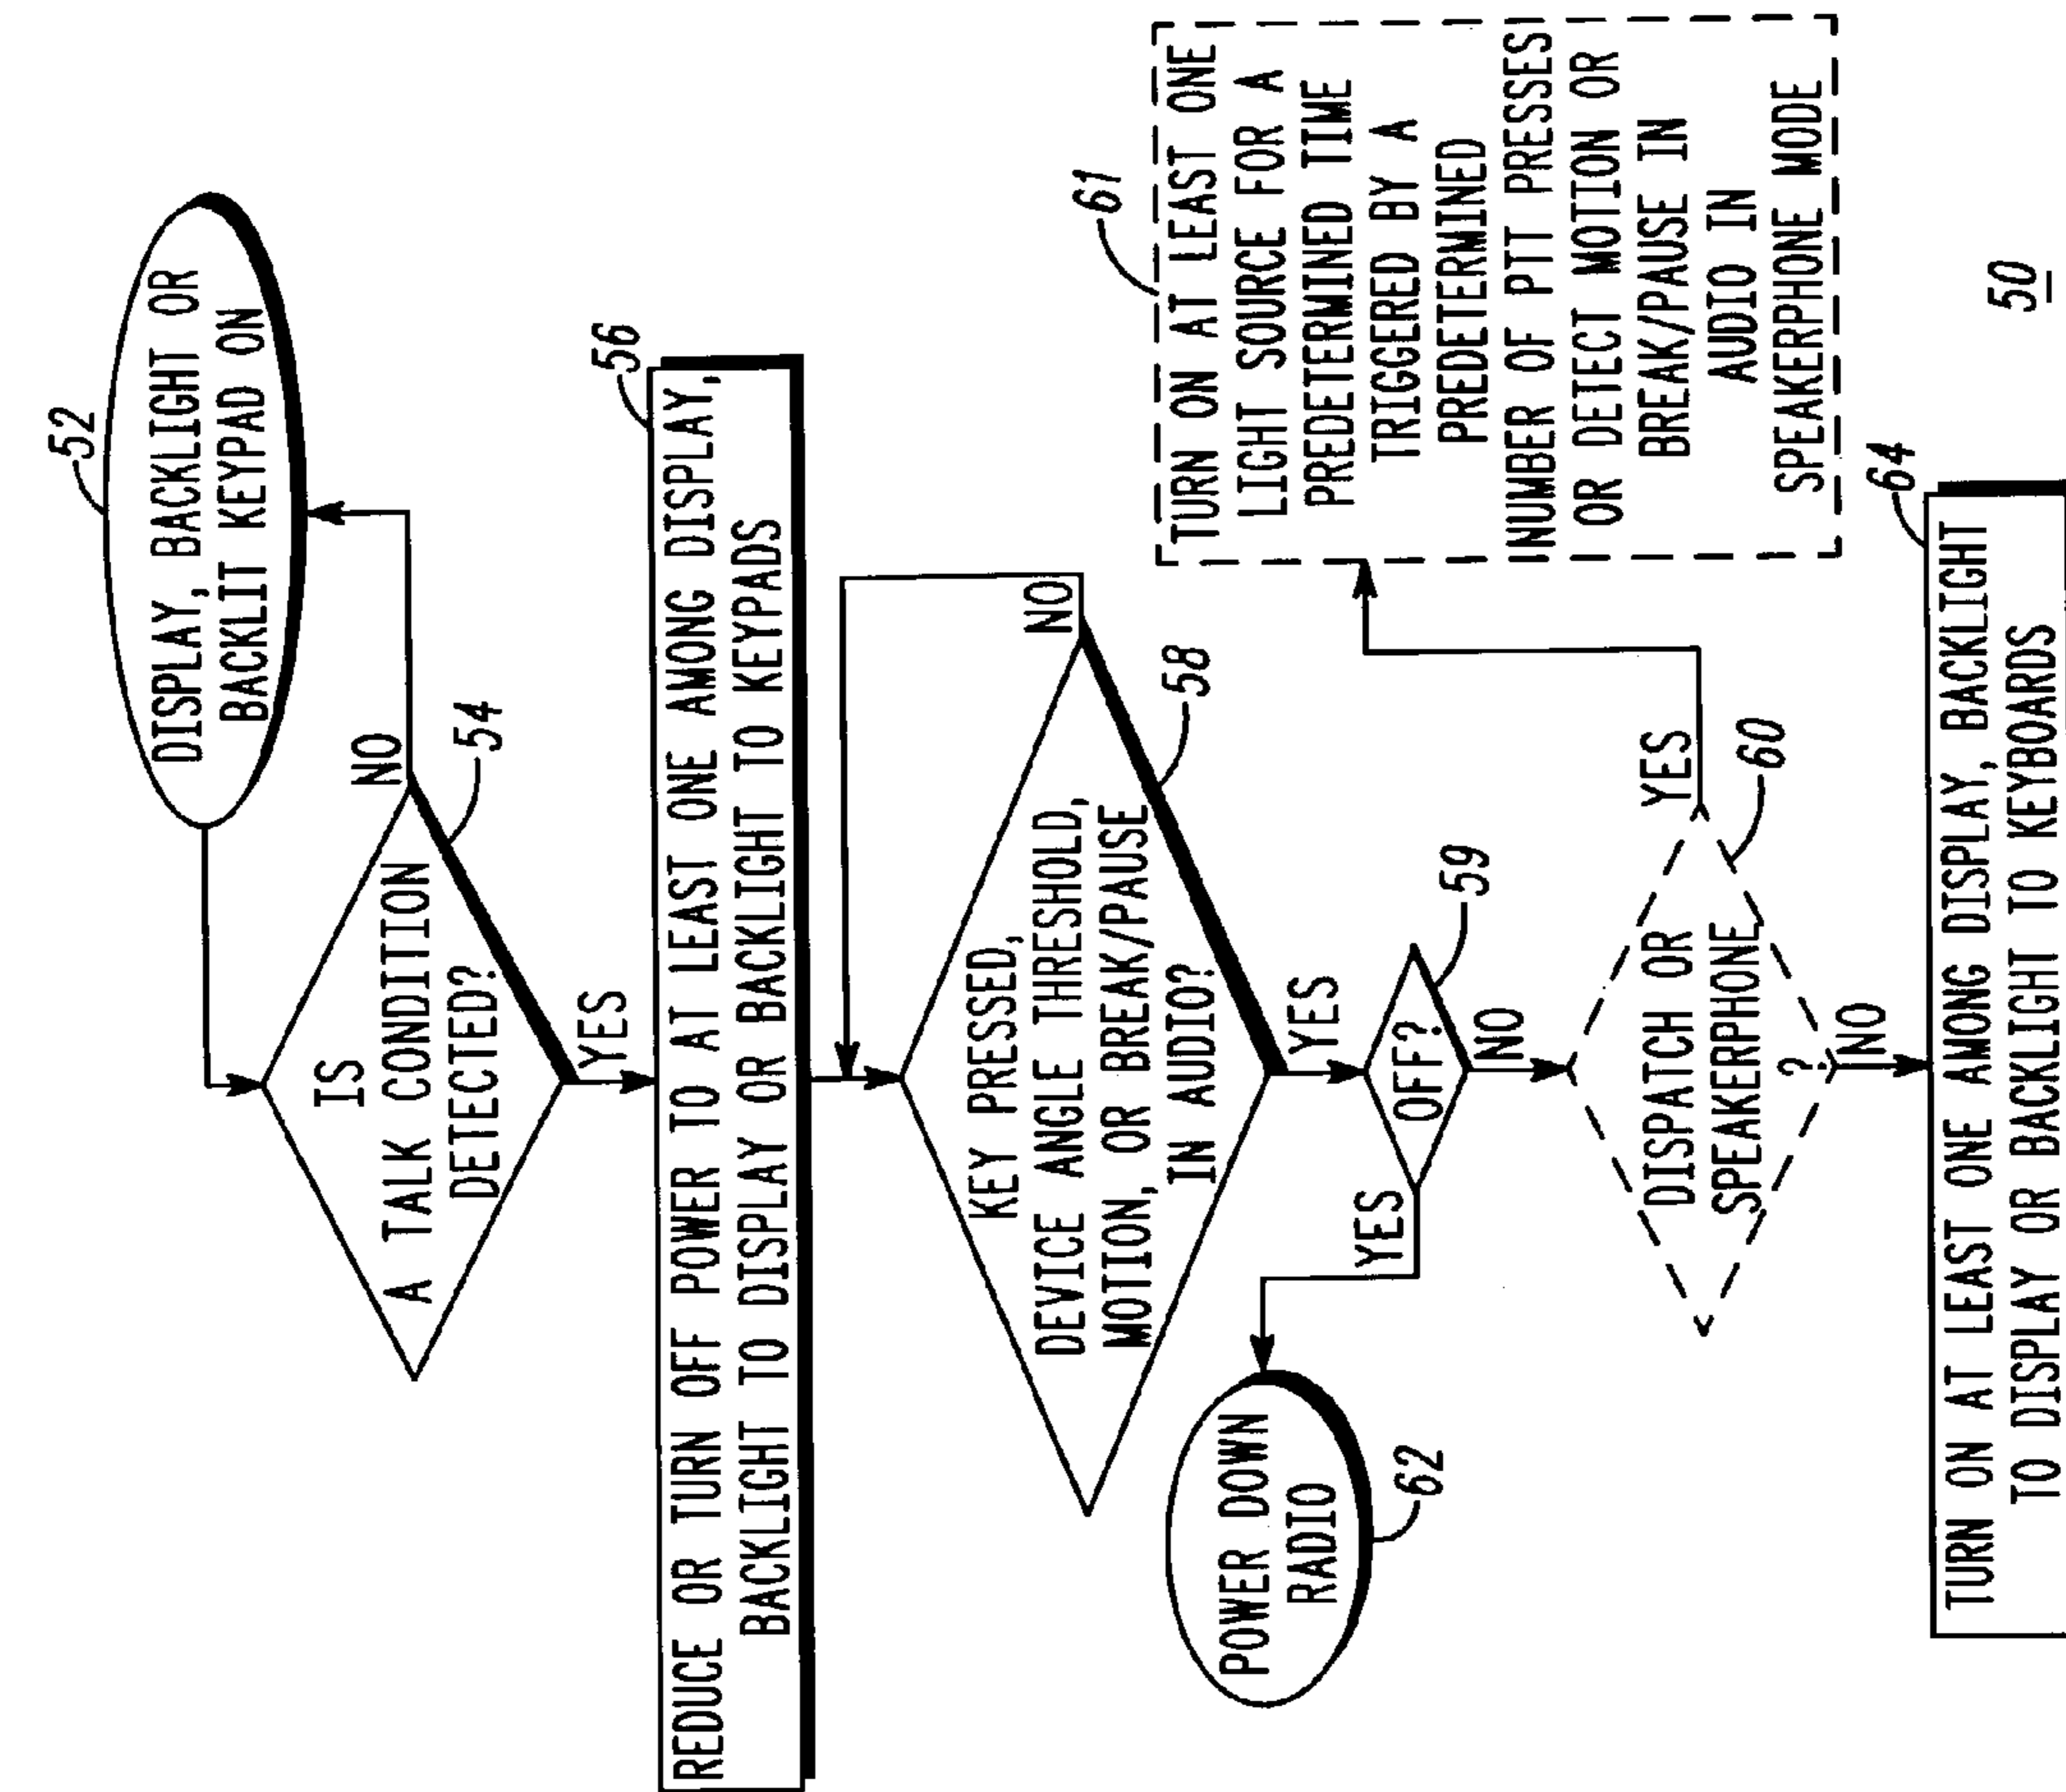 52
DISPLAY, BACKLIGHT OR
BACKLIT KEYPAD ON
IS
A TALK CONDITION
DETECTED?
NO
54
YES
56
REDUCE OR TURN OFF POWER TO AT LEAST ONE AMONG DISPLAY,
BACKLIGHT TO DISPLAY OR BACKLIGHT TO KEYPADS
KEY PRESSED,
DEVICE ANGLE THRESHOLD,
MOTION, OR BREAK/PAUSE
IN AUDIO?
NO
58
YES
OFF?
59
YES
POWER DOWN
RADIO
62
NO
DISPATCH OR
SPEAKERPHONE
?
60
YES
61
TURN ON AT LEAST ONE
LIGHT SOURCE FOR A
PREDETERMINED TIME
TRIGGERED BY A
PREDETERMINED
NUMBER OF PTT PRESSES
OR DETECT MOTION OR
BREAK/PAUSE IN
AUDIO IN
SPEAKERPHONE MODE
NO
64
TURN ON AT LEAST ONE AMONG DISPLAY, BACKLIGHT
TO DISPLAY OR BACKLIGHT TO KEYBOARDS
50